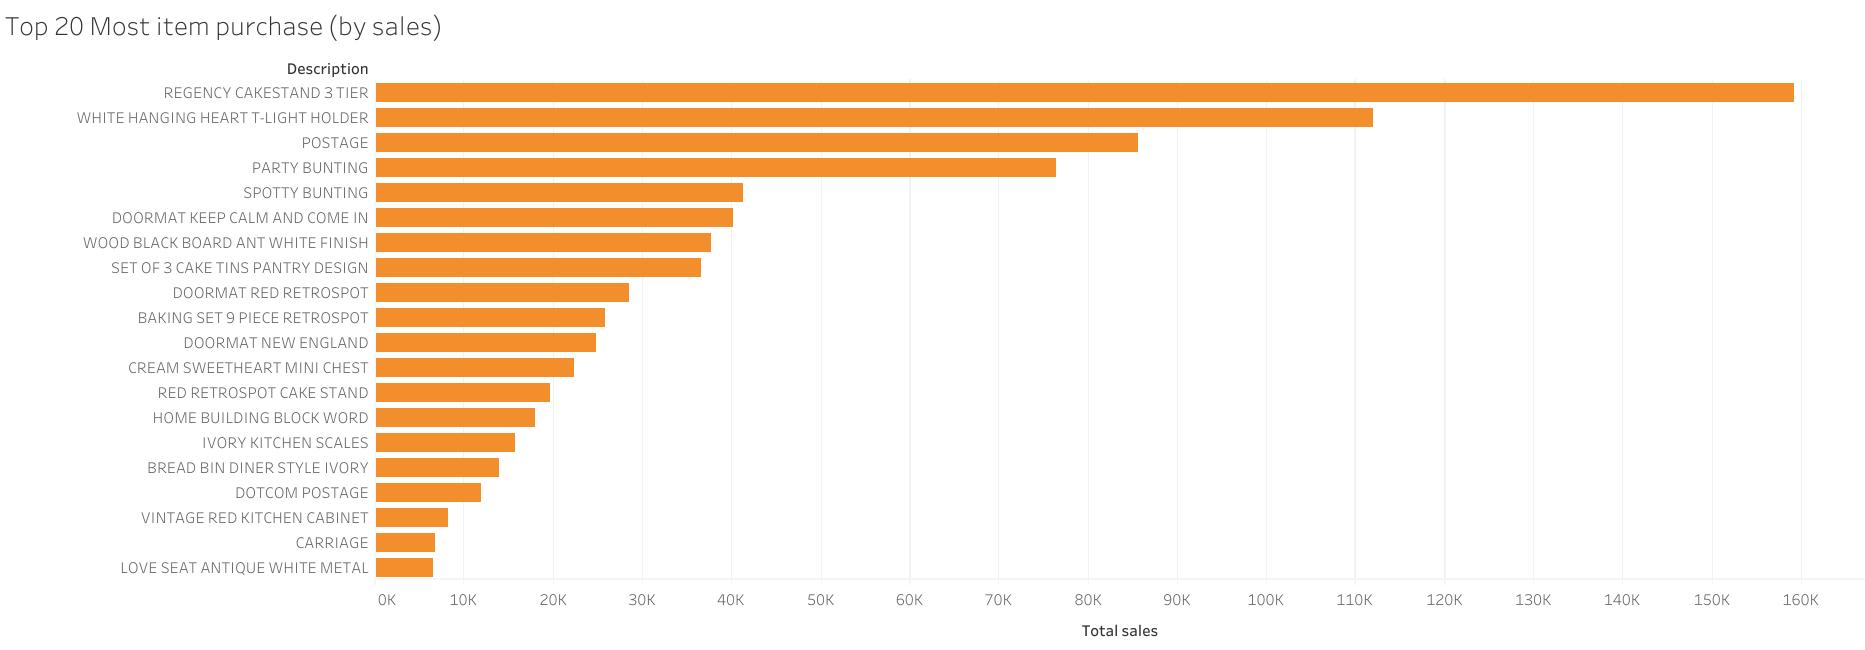 Top 20 Most item purchase (by sales)
Description
REGENCY CAKESTAND 3 TIER
WHITE HANGING HEART T-LIGHT HOLDER
POSTAGE
PARTY BUNTING
SPOTTY BUNTING
DOORMAT KEEP CALM AND COME IN
WOOD BLACK BOARD ANT WHITE FINISH
SET OF 3 CAKE TINS PANTRY DESIGN
DOORMAT RED RETROSPOT
BAKING SET 9 PIECE RETROSPOT
DOORMAT NEW ENGLAND
CREAM SWEETHEART MINI CHEST
RED RETROSPOT CAKE STAND
HOME BUILDING BLOCK WORD
IVORY KITCHEN SCALES
BREAD BIN DINER STYLE IVORY
DOTCOM POSTAGE
VINTAGE RED KITCHEN CABINET
CARRIAGE
LOVE SEAT ANTIQUE WHITE METAL
0K 10K 20K 30K 40K 50K 60K 70K 80K 90K 100K 110K 120K 130K 140K 150K 160K
Total sales